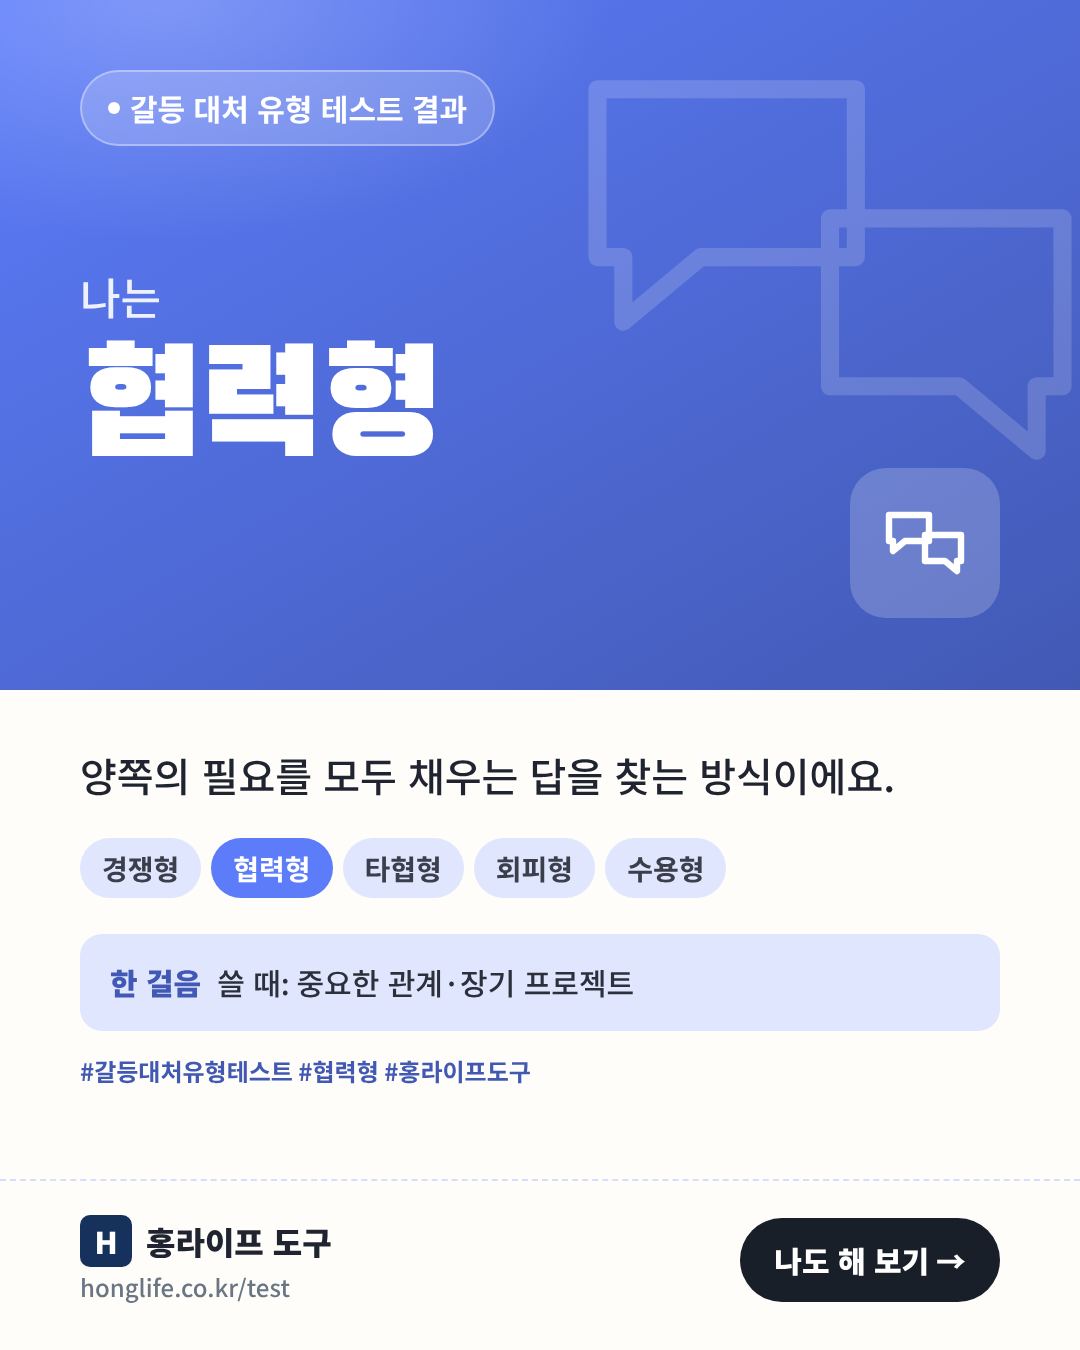 갈등 대처 유형 테스트 결과
나는
협력형
양쪽의 필요를 모두 채우는 답을 찾는 방식이에요.
경쟁형 협력형 타협형 회피형 수용형
한 걸음 쓸 때: 중요한 관계·장기 프로젝트
#갈등대처유형테스트 #협력형 #홍라이프도구
H 홍라이프 도구
honglife.co.kr/test
나도 해 보기 →